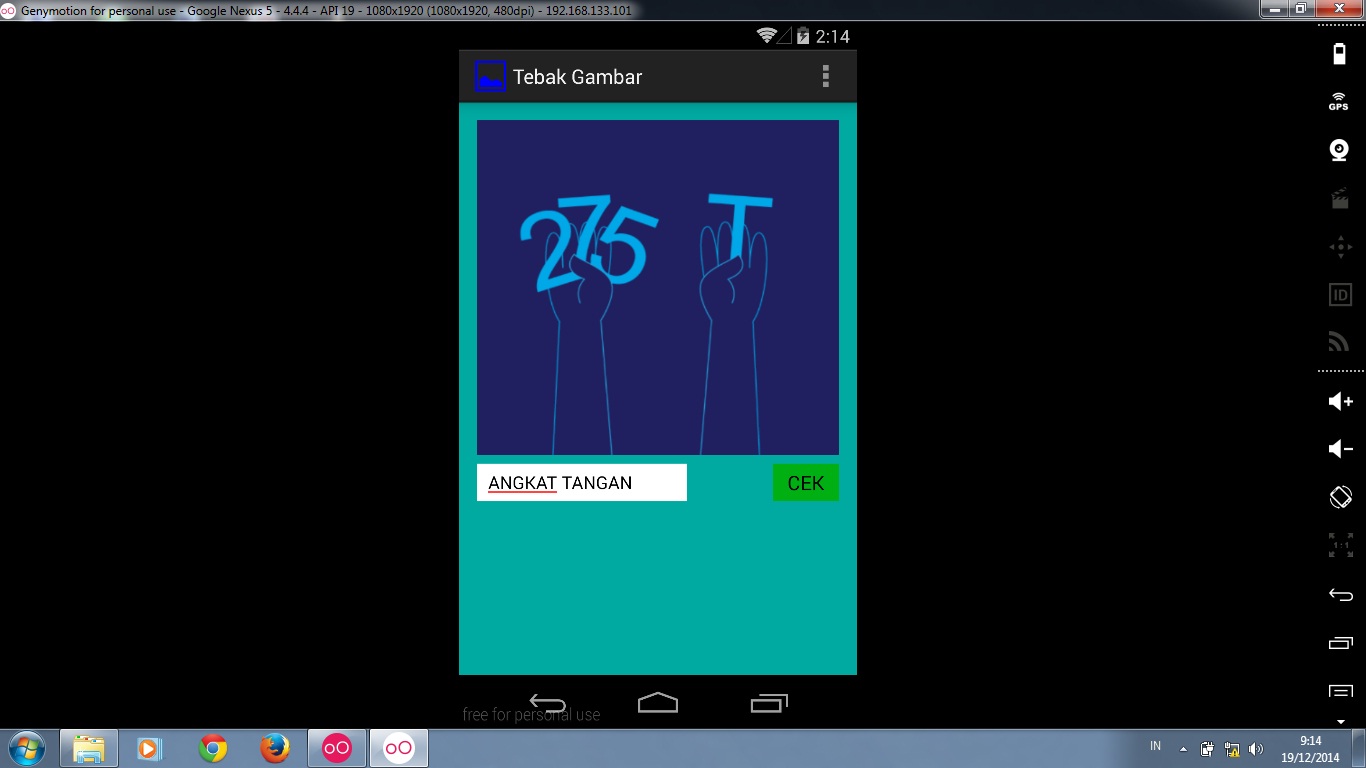 Genymotion for personal use - Google Nexus 5 - 4.4.4 - API 19 - 1080x1920 (1080x1920, 480dpi) - 192.168.133.101
2:14
Tebak Gambar
GPS
275 T
ID
ANGKAT TANGAN
CEK
1:1
free for personal use
IN
9:14
19/12/2014